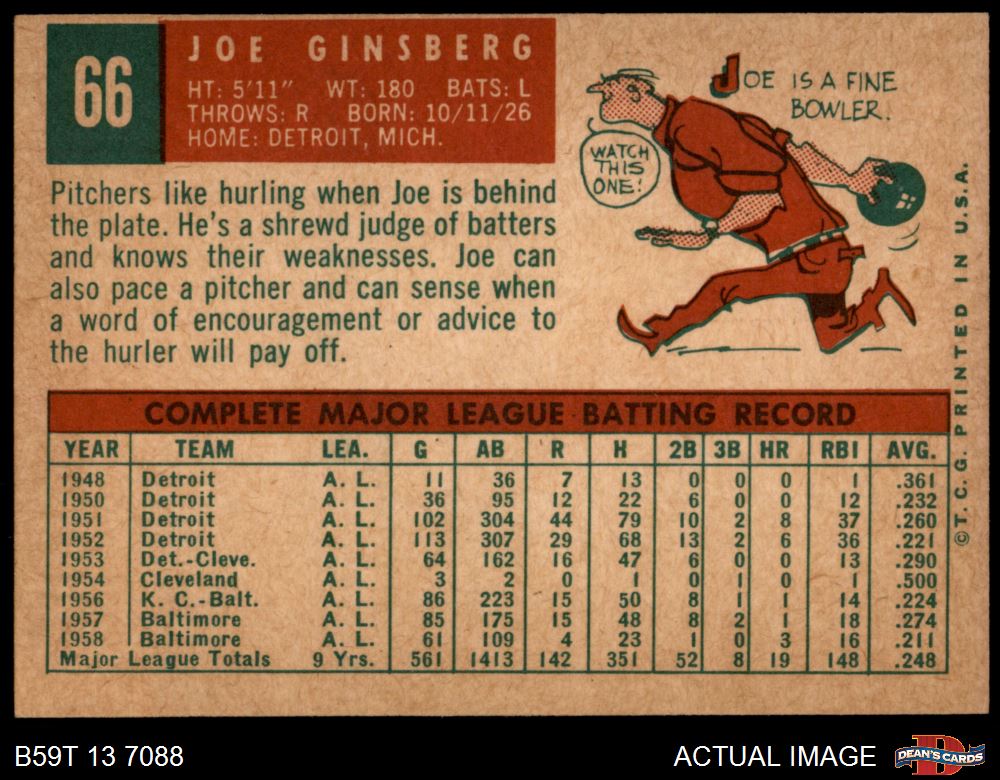 66
JOE GINSBERG
HT: 5'11" WT: 180 BATS: L
THROWS: R BORN: 10/11/26
HOME: DETROIT, MICH.
JOE IS A FINE
BOWLER.
WATCH
THIS
ONE!
Pitchers like hurling when Joe is behind
the plate. He's a shrewd judge of batters
and knows their weaknesses. Joe can
also pace a pitcher and can sense when
a word of encouragement or advice to
the hurler will pay off.
COMPLETE MAJOR LEAGUE BATTING RECORD
YEAR TEAM LEA. G AB R H 2B 3B HR RBI AVG.
1948 Detroit A. L. 11 36 7 13 0 0 0 1 .361
1950 Detroit A. L. 36 95 12 22 6 0 0 12 .232
1951 Detroit A. L. 102 304 44 79 10 2 8 37 .260
1952 Detroit A. L. 113 307 29 68 13 2 6 36 .221
1953 Det.-Cleve. A. L. 64 162 16 47 6 0 0 13 .290
1954 Cleveland A. L. 3 2 0 1 0 1 0 1 .500
1956 K. C.-Balt. A. L. 86 223 15 50 8 1 1 14 .224
1957 Baltimore A. L. 85 175 15 48 8 2 1 18 .274
1958 Baltimore A. L. 61 109 4 23 1 0 3 16 .211
Major League Totals 9 Yrs. 561 1413 142 351 52 8 19 148 .248
©T. C. G. PRINTED IN U.S.A.
B59T 13 7088
ACTUAL IMAGE
D
DEAN'S CARDS